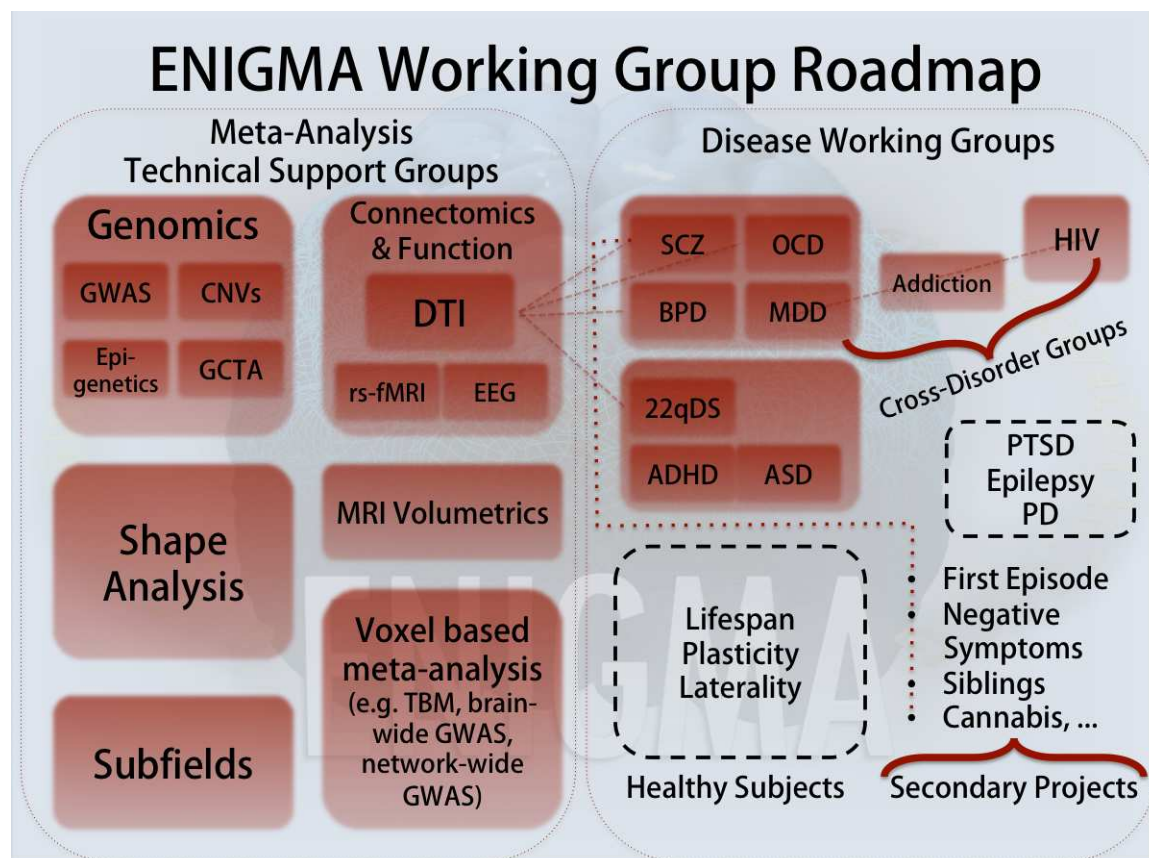 ENIGMA Working Group Roadmap
Meta-Analysis
Technical Support Groups
Genomics
GWAS
CNVs
Epi-
genetics
GCTA
Connectomics
& Function
DTI
rs-fMRI
EEG
Shape
Analysis
MRI Volumetrics
Subfields
Voxel based
meta-analysis
(e.g. TBM, brain-
wide GWAS,
network-wide
GWAS)
Disease Working Groups
SCZ
OCD
BPD
MDD
Addiction
HIV
Cross-Disorder Groups
22qDS
ADHD
ASD
PTSD
Epilepsy
PD
Lifespan
Plasticity
Laterality
Healthy Subjects
• First Episode
• Negative
Symptoms
• Siblings
• Cannabis, ...
Secondary Projects
ENIGMA